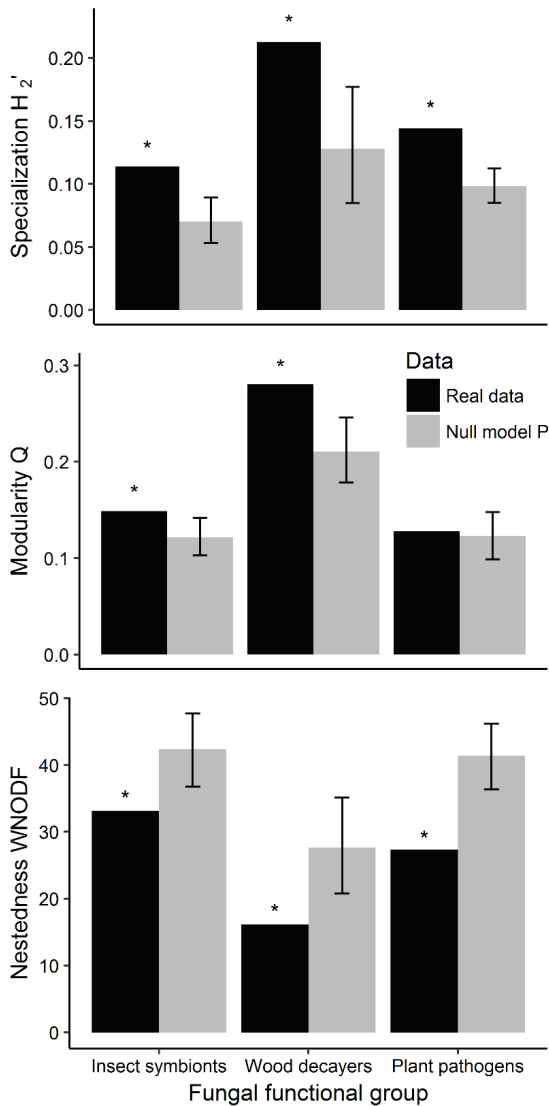 Specialization H2'
0.20
0.15
0.10
0.05
0.00
*
*
*
Modularity Q
0.3
0.2
0.1
0.0
*
*
Data
Real data
Null model P
Nestedness WNODF
50
40
30
20
10
0
*
*
*
Insect symbionts Wood decayers Plant pathogens
Fungal functional group